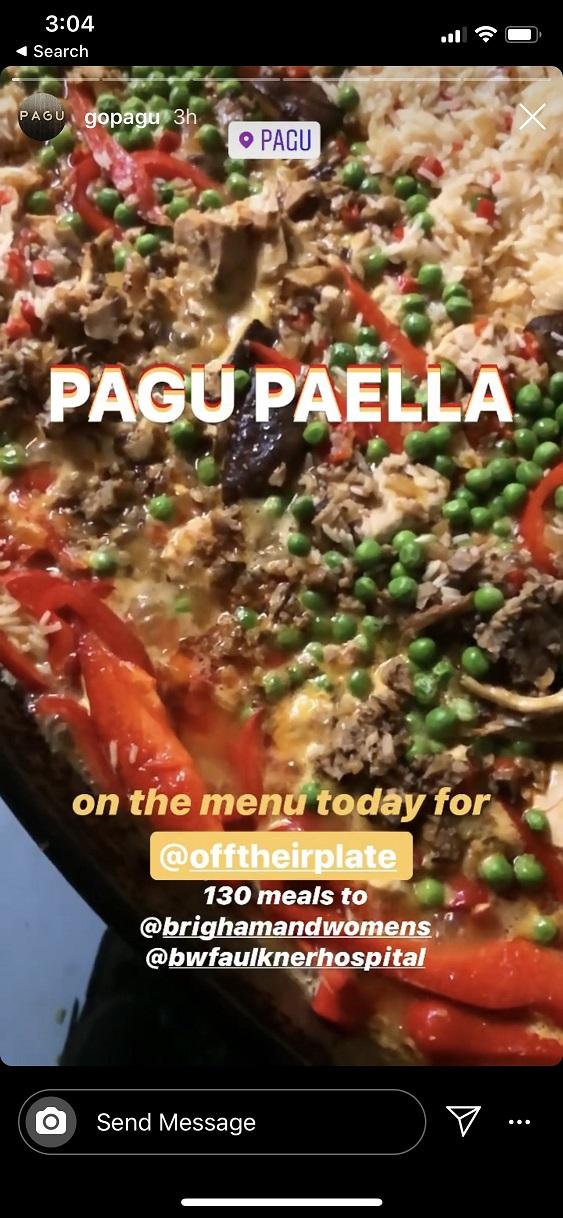 3:04
◀ Search
PAGU
gopagu 3h
PAGU
PAGU PAELLA
on the menu today for
@offtheirplate
130 meals to
@brighamandwomens
@bwfaulknerhospital
Send Message